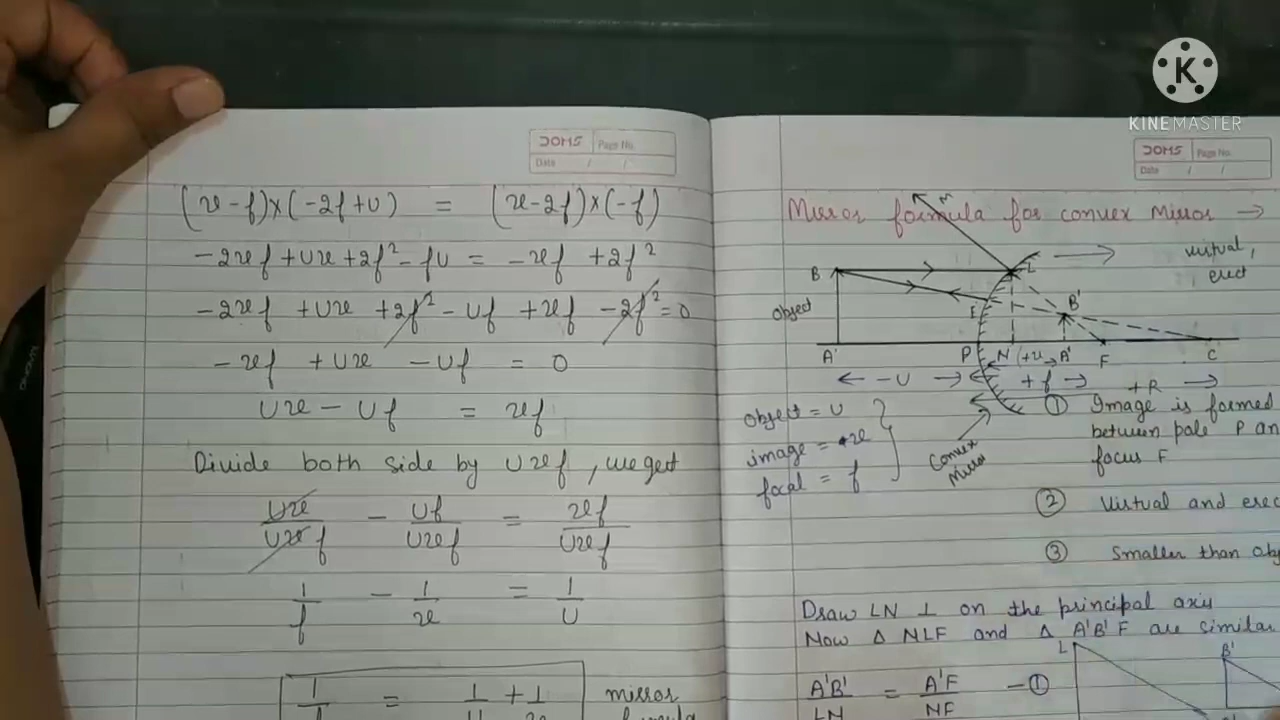 K
KINEMASTER
DOMS Page No.
Date / /
(v - f) × (-2f + u) = (v - 2f) × (-f)
-2vf + uv + 2f² - fu = -vf + 2f²
-2vf + uv + 2f² - uf + vf - 2f² = 0
-vf + uv - uf = 0
uv - uf = vf
Divide both side by uvf, we get
uv/uvf - uf/uvf = vf/uvf
1/f - 1/v = 1/u
1/f = 1/u + 1/v mirror
DOMS Page No.
Date / /
Mirror formula for convex Mirror →
M
B L virtual,
erect
object E B'
A P N (+v → A' F C
← -u → + f → + R →
object = u
image = v
focal = f
Convex
Mirror
① Image is formed
between pole P an
focus F
② Virtual and erec
③ Smaller than obj
Draw LN ⊥ on the principal axis
Now Δ NLF and Δ A'B'F are similar
L B'
A'B'/LN = A'F/NF - ①